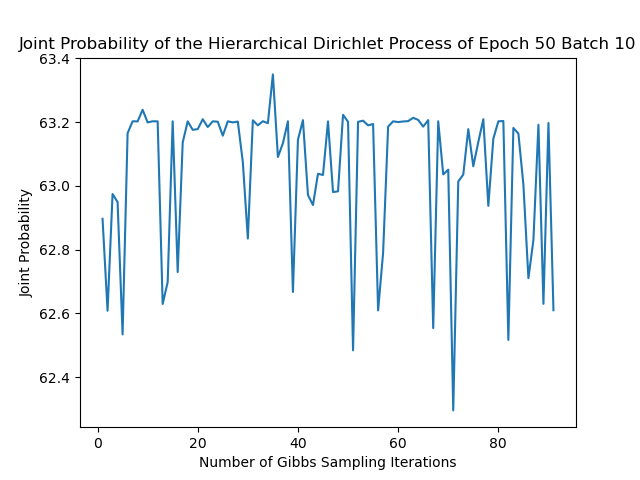 Joint Probability of the Hierarchical Dirichlet Process of Epoch 50 Batch 10
63.4
63.2
63.0
62.8
62.6
62.4
Joint Probability
0 20 40 60 80
Number of Gibbs Sampling Iterations